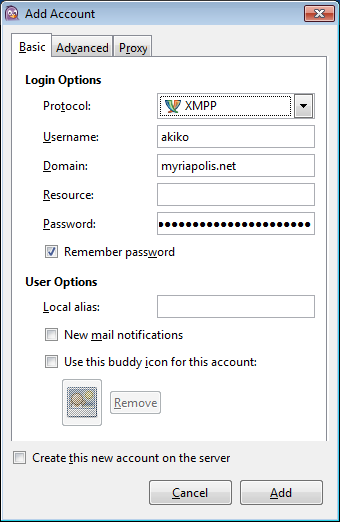 Add Account
Basic Advanced Proxy
Login Options
Protocol: XMPP
Username: akiko
Domain: myriapolis.net
Resource:
Password: ●●●●●●●●●●●●●●●●●●●●●●
Remember password
User Options
Local alias:
New mail notifications
Use this buddy icon for this account:
Remove
Create this new account on the server
Cancel Add